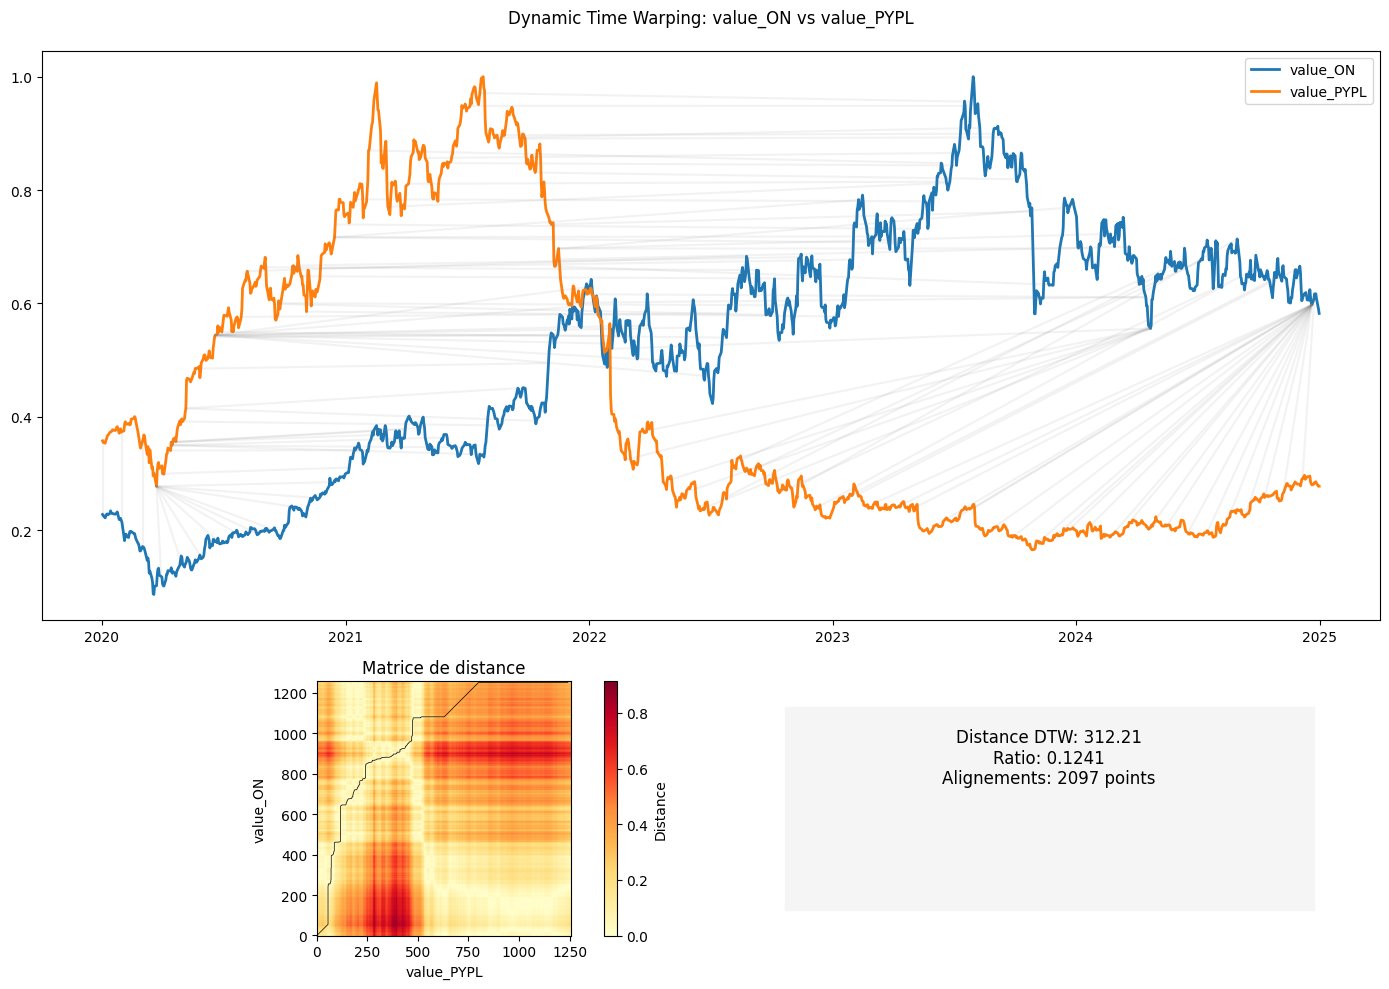 Dynamic Time Warping: value_ON vs value_PYPL
value_ON
value_PYPL
1.0
0.8
0.6
0.4
0.2
2020 2021 2022 2023 2024 2025
Matrice de distance
value_ON
1200
1000
800
600
400
200
0
0 250 500 750 1000 1250
value_PYPL
0.8
0.6
0.4
0.2
0.0
Distance
Distance DTW: 312.21
Ratio: 0.1241
Alignements: 2097 points